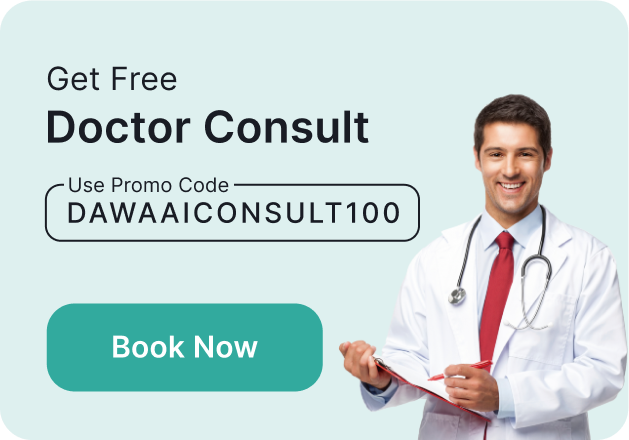 Get Free
Doctor Consult
Use Promo Code
DAWAAICONSULT100
Book Now